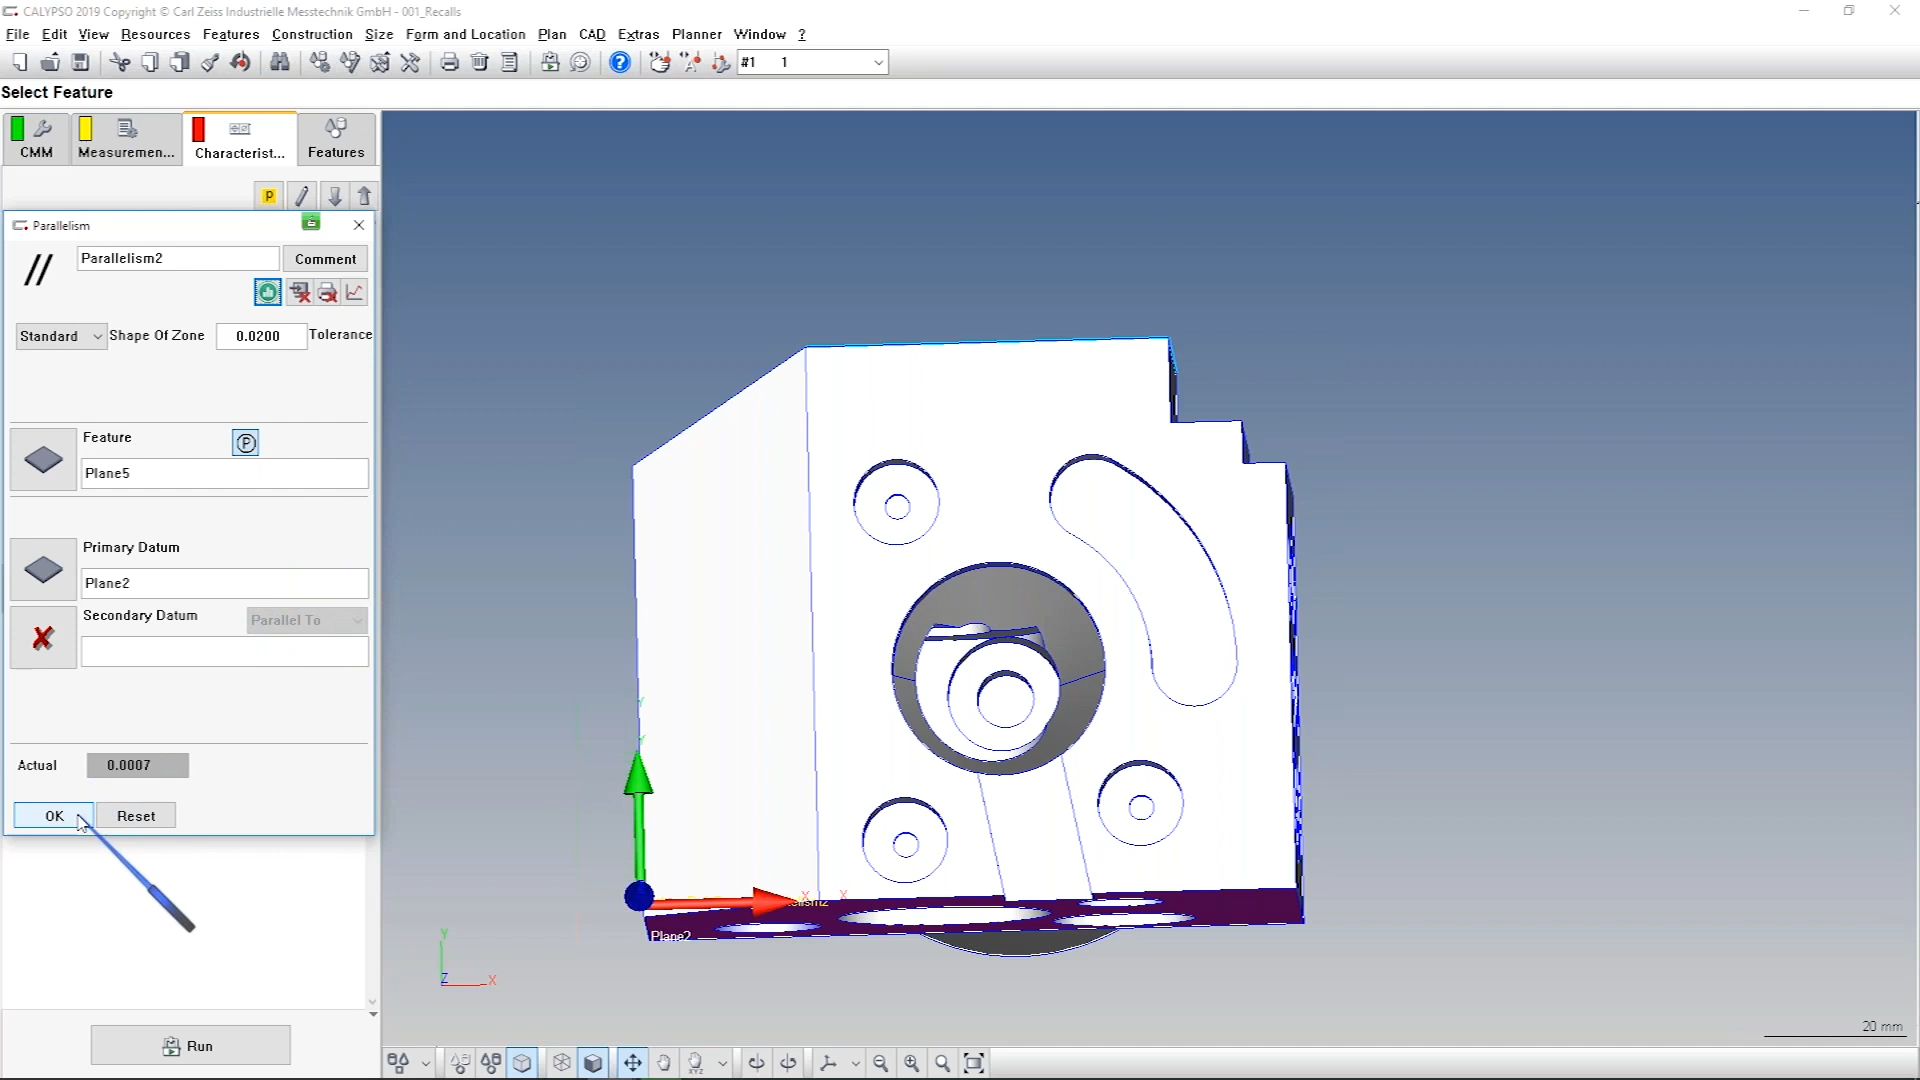 CALYPSO 2019 Copyright © Carl Zeiss Industrielle Messtechnik GmbH - 001_Recalls
File Edit View Resources Features Construction Size Form and Location Plan CAD Extras Planner Window ?
#1 1
Select Feature
CMM Measuremen... Characterist... Features
P
Parallelism
Parallelism2 Comment
Standard Shape Of Zone 0.0200 Tolerance
Feature P
Plane5
Primary Datum
Plane2
Secondary Datum Parallel To
Actual 0.0007
OK Reset
Run
Y
Y
X X
Plane2
Y
Z X
20 mm
XYZ